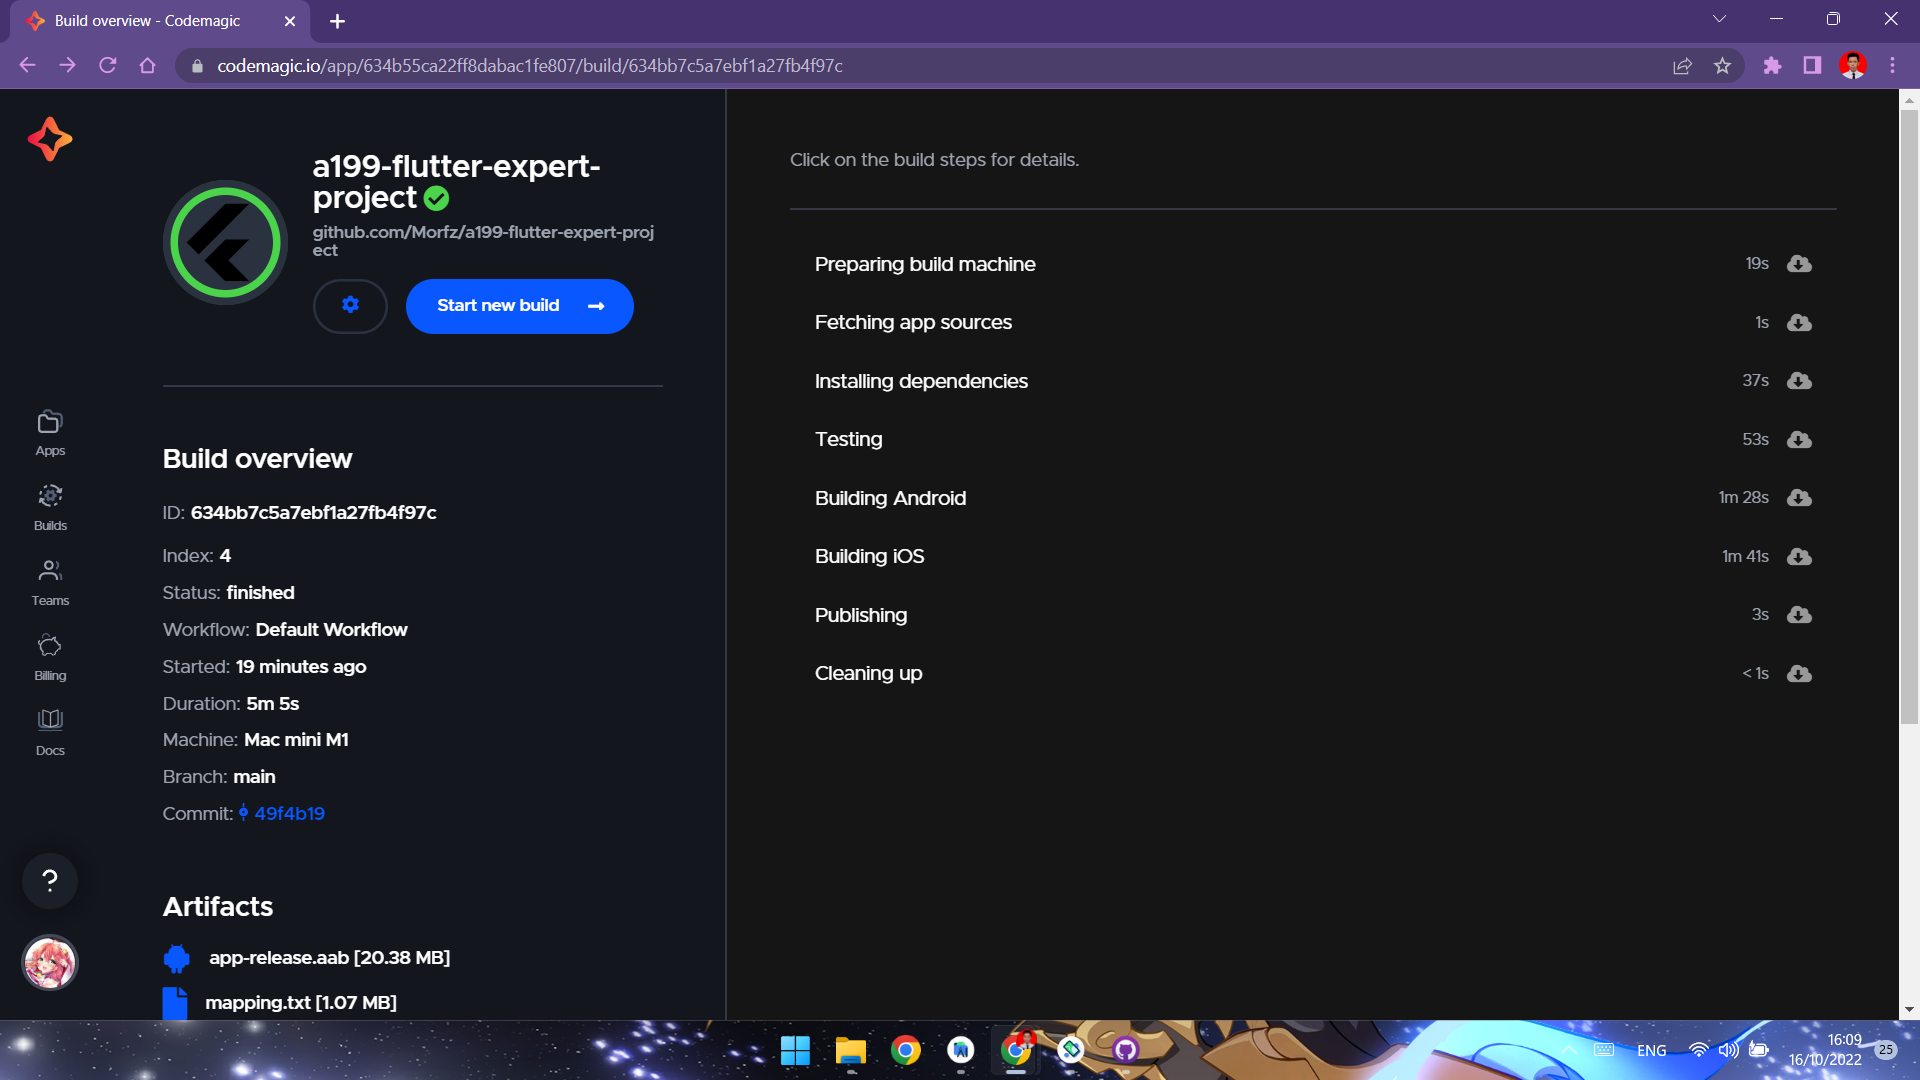 Build overview - Codemagic
codemagic.io/app/634b55ca22ff8dabac1fe807/build/634bb7c5a7ebf1a27fb4f97c
a199-flutter-expert-
project
github.com/Morfz/a199-flutter-expert-proj
ect
Start new build
Apps
Builds
Teams
Billing
Docs
?
Build overview
ID: 634bb7c5a7ebf1a27fb4f97c
Index: 4
Status: finished
Workflow: Default Workflow
Started: 19 minutes ago
Duration: 5m 5s
Machine: Mac mini M1
Branch: main
Commit: 49f4b19
Artifacts
app-release.aab [20.38 MB]
mapping.txt [1.07 MB]
Click on the build steps for details.
Preparing build machine 19s
Fetching app sources 1s
Installing dependencies 37s
Testing 53s
Building Android 1m 28s
Building iOS 1m 41s
Publishing 3s
Cleaning up < 1s
ENG
16:09
16/10/2022
25